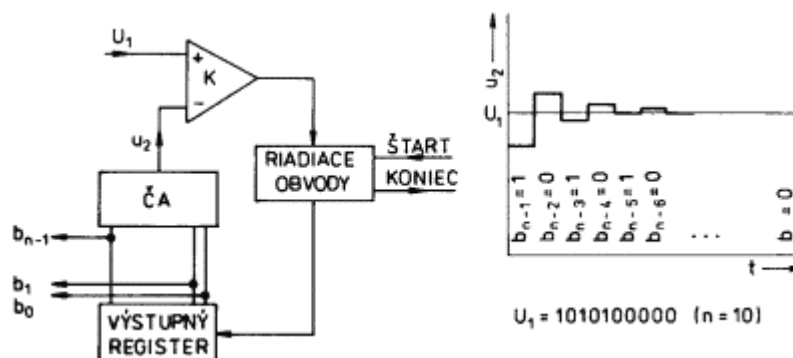 U₁
+
K
−
u₂
ČA
RIADIACE
OBVODY
ŠTART
KONIEC
bₙ₋₁
b₁
b₀
VÝSTUPNÝ
REGISTER
u₂
U₁
bₙ₋₁ = 1
bₙ₋₂ = 0
bₙ₋₃ = 1
bₙ₋₄ = 0
bₙ₋₅ = 1
bₙ₋₆ = 0
...
b = 0
t
U₁ = 1010100000 (n = 10)